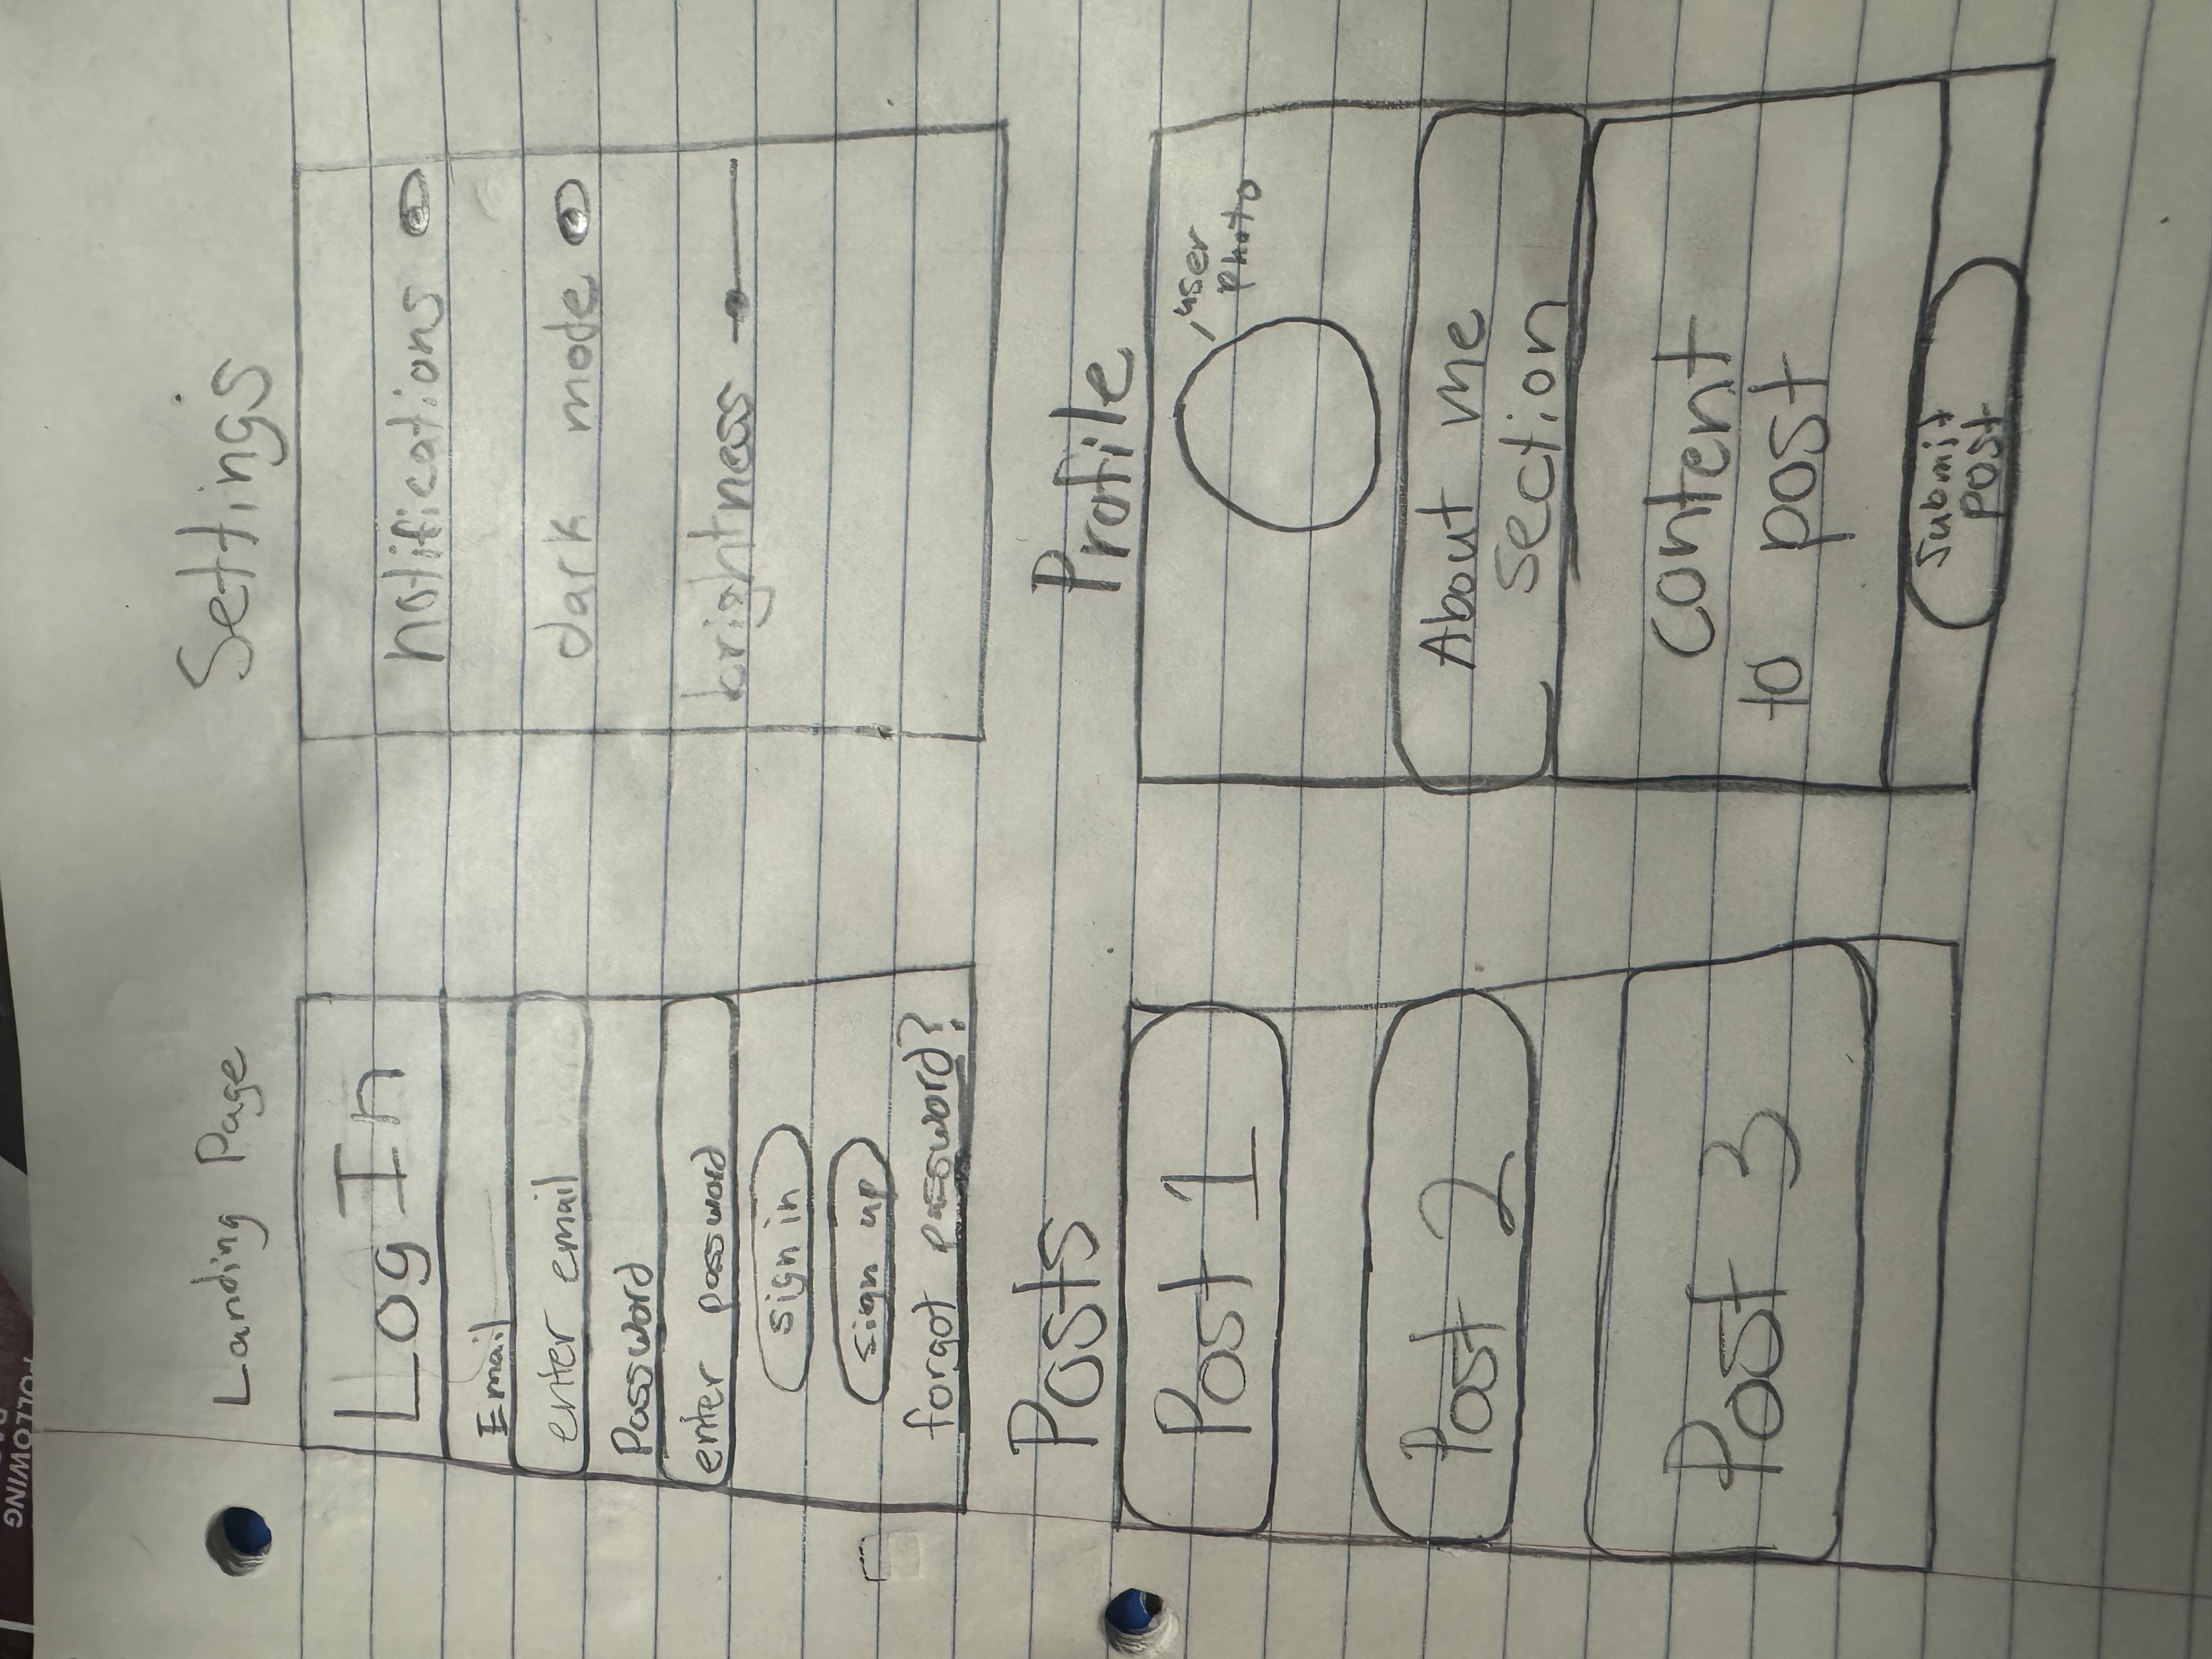 FOLLOWING
Landing Page
Log In
Email
enter email
Password
enter password
sign in
sign up
forgot password?
Settings
notifications
dark mode
brightness
Posts
Post 1
Post 2
Post 3
Profile
user
photo
About me
section
content
to post
Submit
post